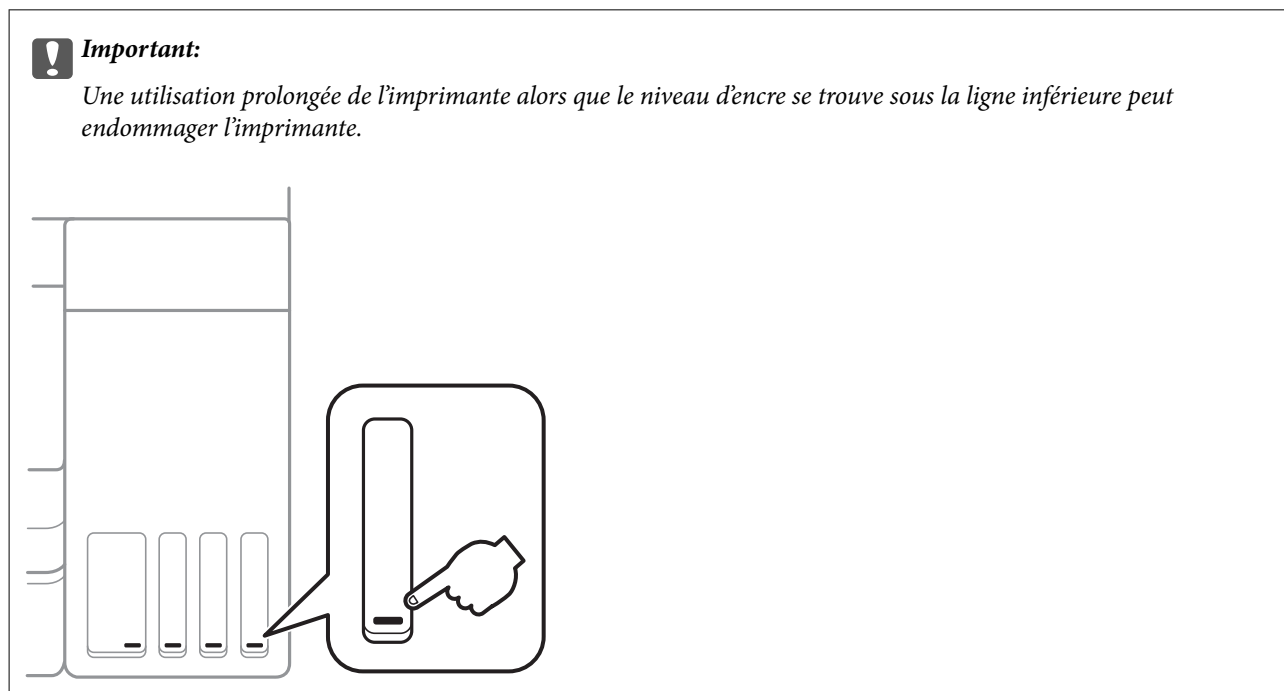 Important:
Une utilisation prolongée de l'imprimante alors que le niveau d'encre se trouve sous la ligne inférieure peut
endommager l'imprimante.